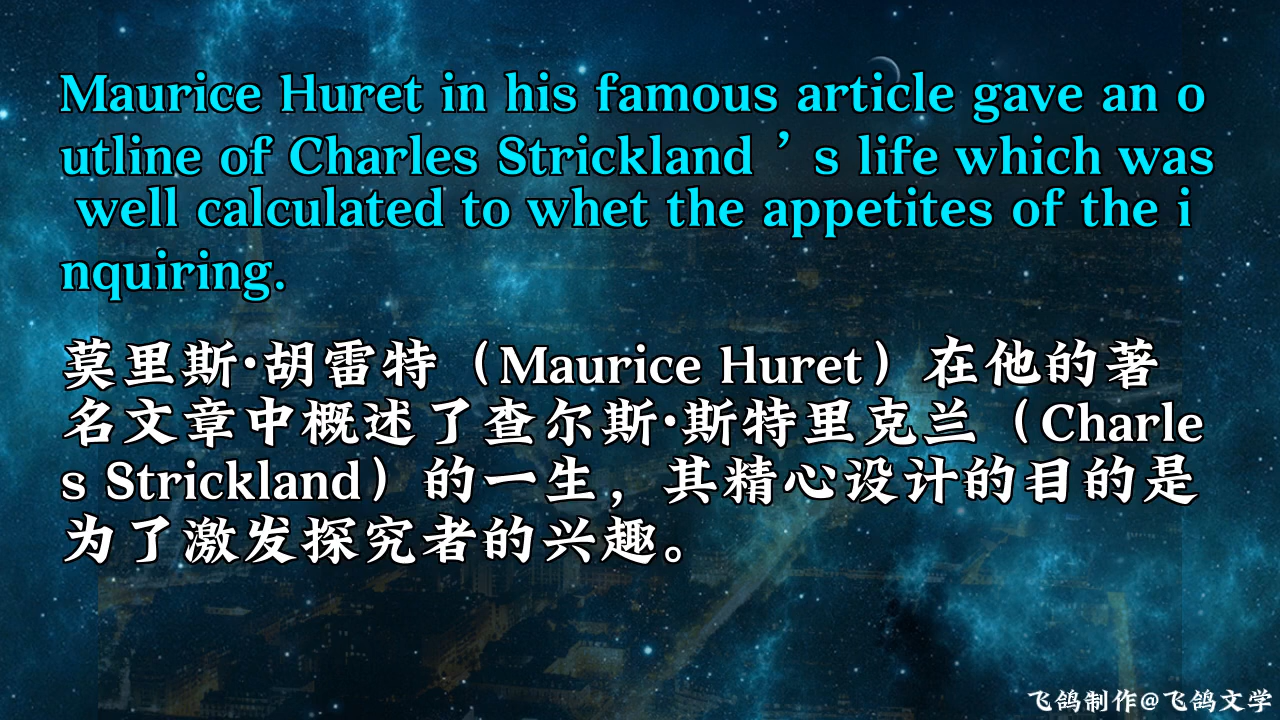 Maurice Huret in his famous article gave an o
utline of Charles Strickland ’ s life which was
well calculated to whet the appetites of the i
nquiring.
莫里斯·胡雷特（Maurice Huret）在他的著
名文章中概述了查尔斯·斯特里克兰（Charle
s Strickland）的一生，其精心设计的目的是
为了激发探究者的兴趣。
飞鸽制作@飞鸽文学